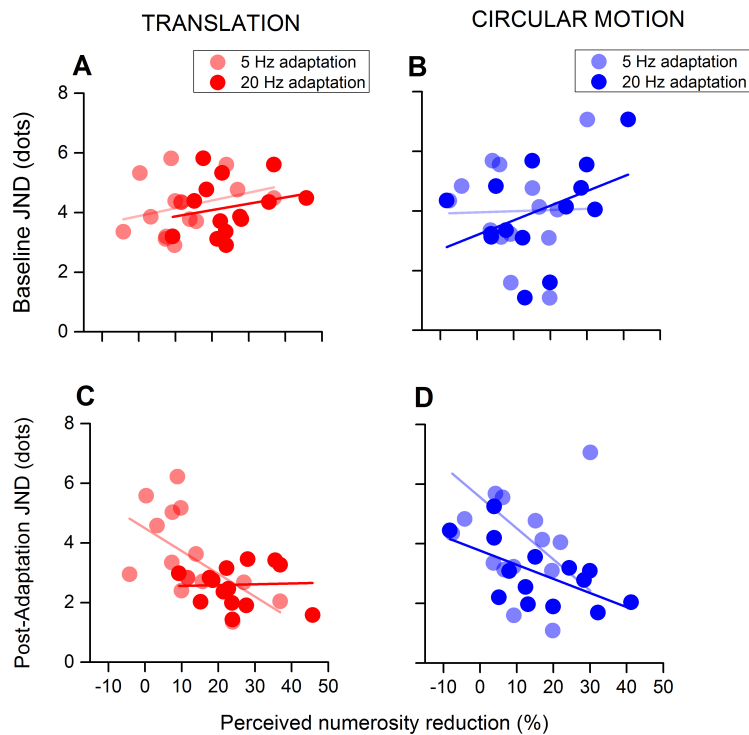 TRANSLATION
CIRCULAR MOTION
A
5 Hz adaptation
20 Hz adaptation
B
5 Hz adaptation
20 Hz adaptation
Baseline JND (dots)
8
6
4
2
0
C
D
Post-Adaptation JND (dots)
8
6
4
2
0
-10 0 10 20 30 40 50
-10 0 10 20 30 40 50
Perceived numerosity reduction (%)